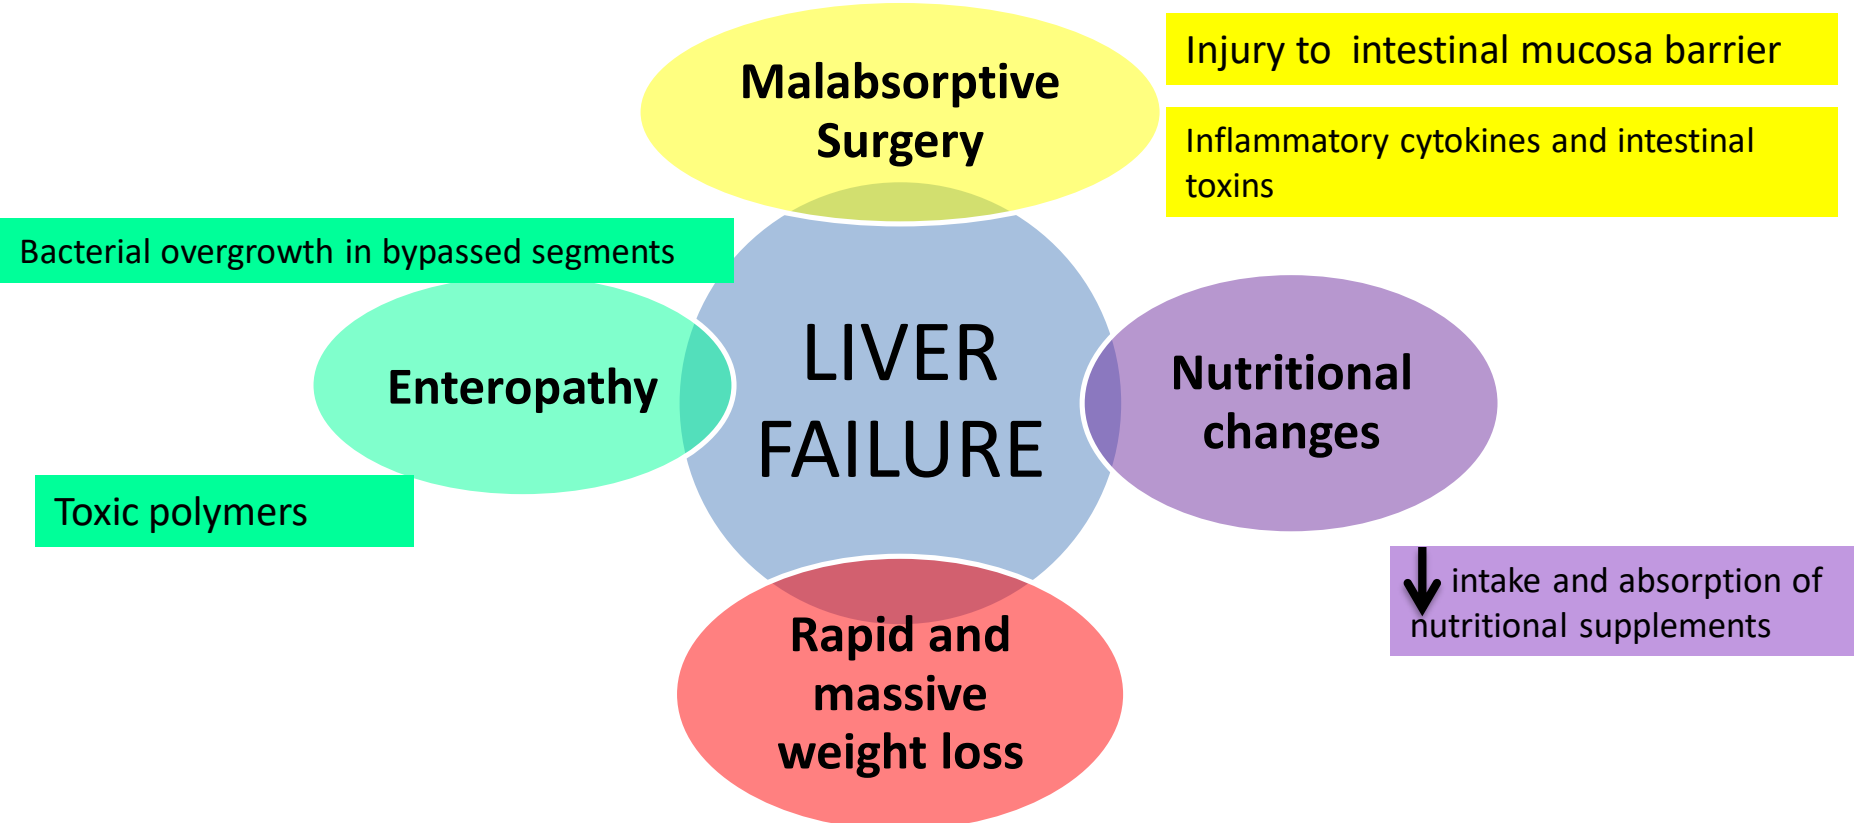 Malabsorptive
Surgery
Injury to intestinal mucosa barrier
Inflammatory cytokines and intestinal
toxins
Bacterial overgrowth in bypassed segments
Enteropathy
LIVER
FAILURE
Nutritional
changes
Toxic polymers
intake and absorption of
nutritional supplements
Rapid and
massive
weight loss